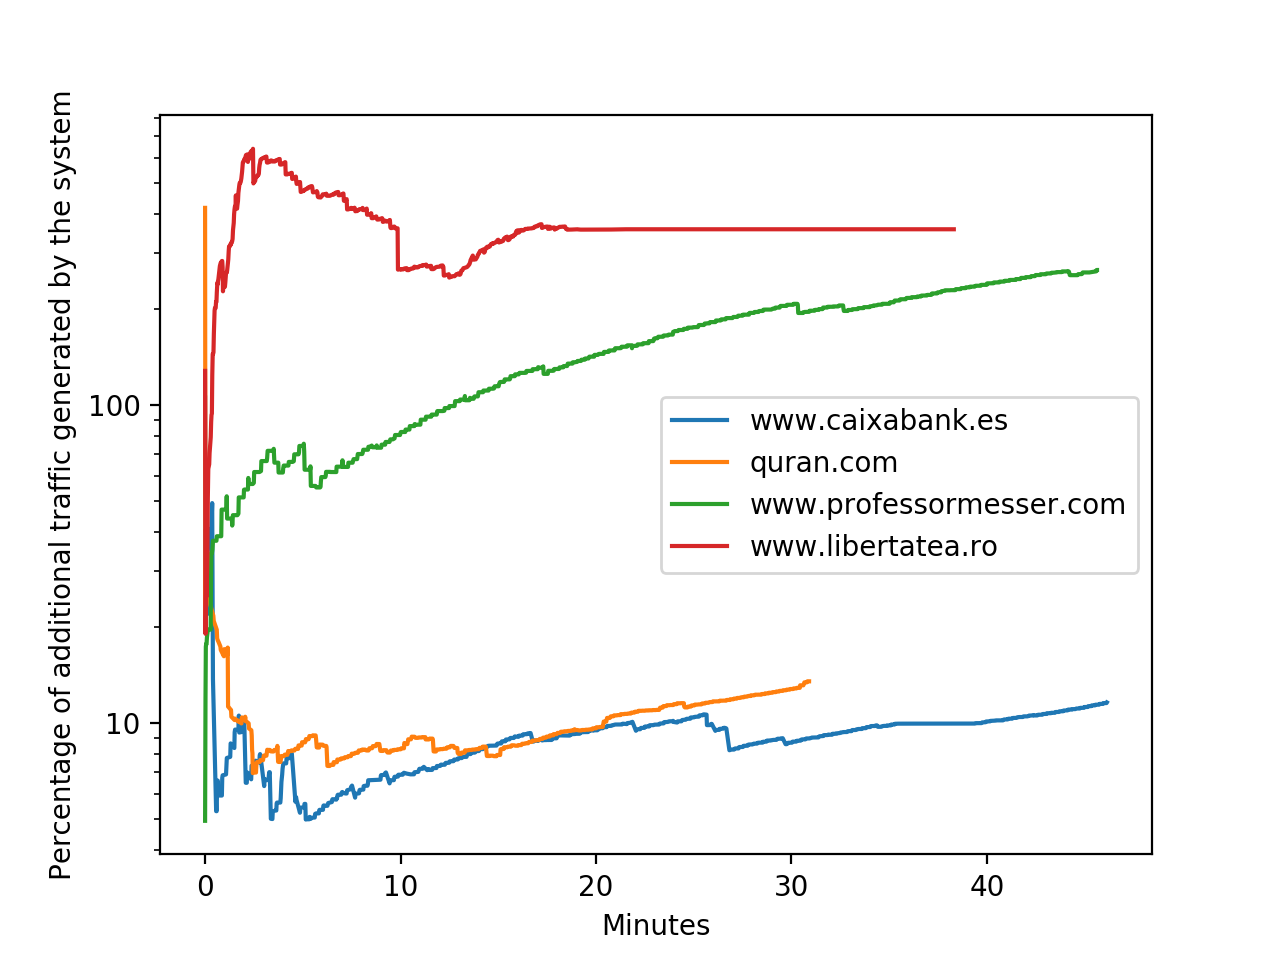 Percentage of additional traffic generated by the system
100
10
www.caixabank.es
quran.com
www.professormesser.com
www.libertatea.ro
0 10 20 30 40
Minutes